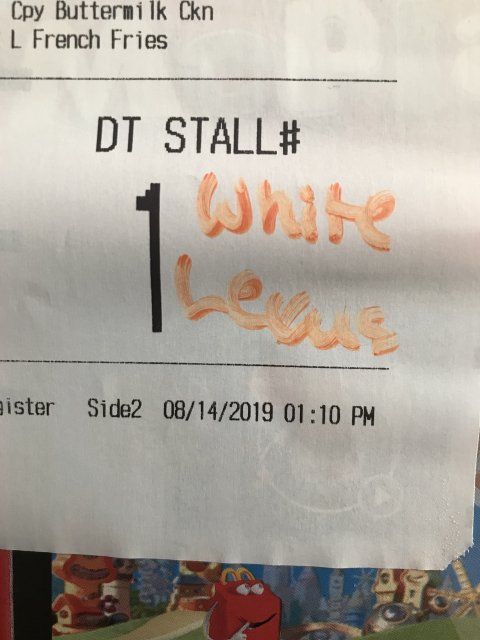 Cpy Buttermilk Ckn
L French Fries
DT STALL#
1
White
Lexus
gister Side2 08/14/2019 01:10 PM